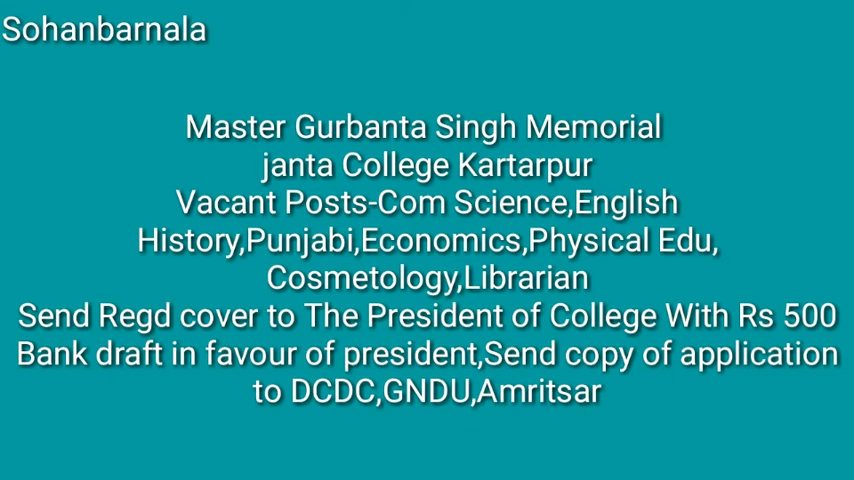 Sohanbarnala
Master Gurbanta Singh Memorial
janta College Kartarpur
Vacant Posts-Com Science,English
History,Punjabi,Economics,Physical Edu,
Cosmetology,Librarian
Send Regd cover to The President of College With Rs 500
Bank draft in favour of president,Send copy of application
to DCDC,GNDU,Amritsar